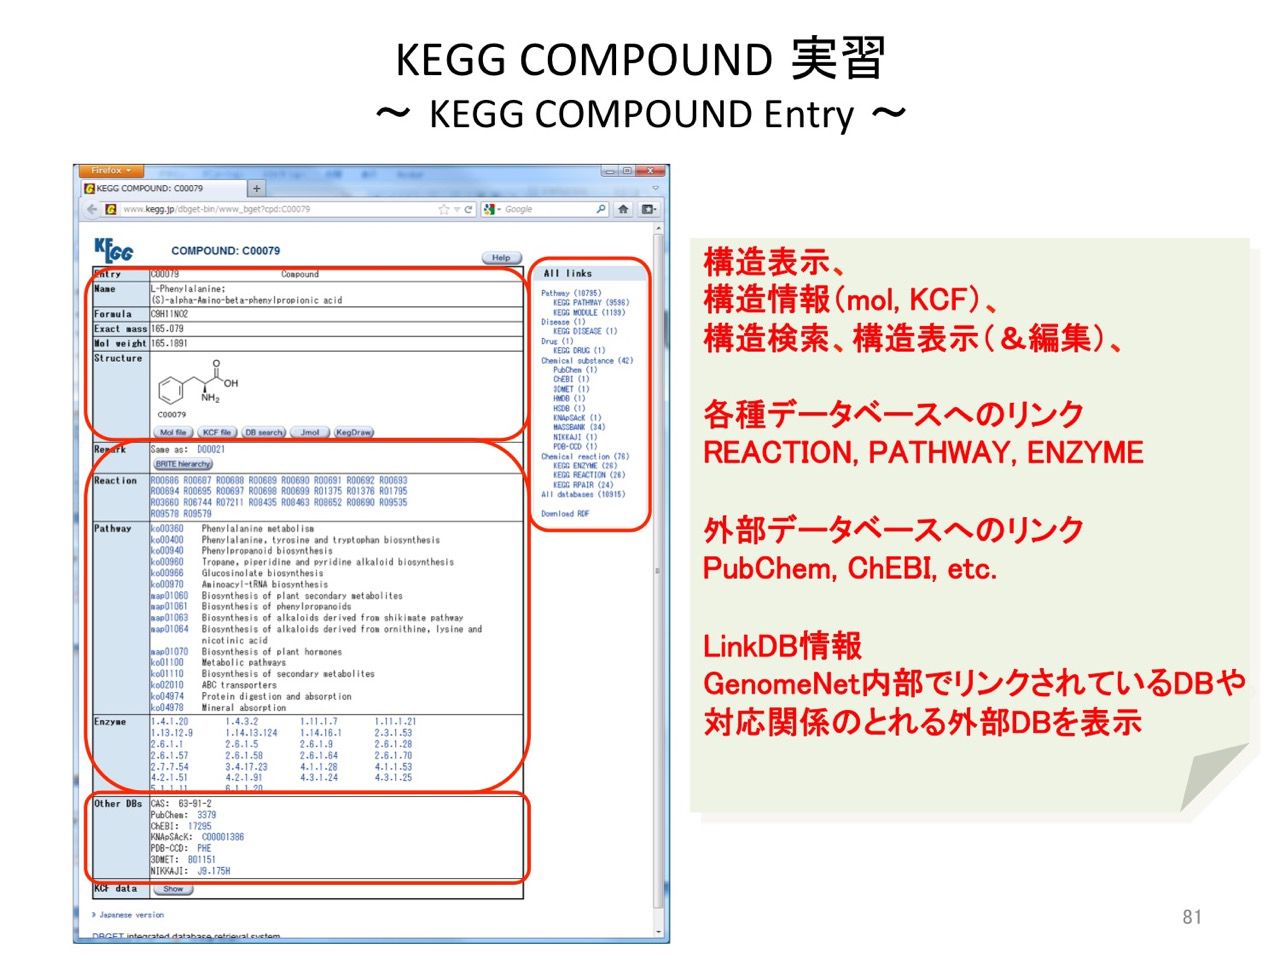 KEGG COMPOUND 実習
～ KEGG COMPOUND Entry ～
Firefox
KEGG COMPOUND: C00079
+
www.kegg.jp/dbget-bin/www_bget?cpd:C00079
Google
KEGG
COMPOUND: C00079
Help
Entry C00079 Compound
Name L-Phenylalanine;
(S)-alpha-Amino-beta-phenylpropionic acid
Formula C9H11NO2
Exact mass 165.079
Mol weight 165.1891
Structure
O
OH
NH2
C00079
Mol file KCF file DB search Jmol KegDraw
Remark Same as: D00021
BRITE hierarchy
Reaction R00686 R00687 R00688 R00689 R00690 R00691 R00692 R00693
R00694 R00695 R00697 R00698 R00699 R01375 R01376 R01795
R03660 R06744 R07211 R08435 R08463 R08652 R08690 R09535
R09578 R09579
Pathway ko00360 Phenylalanine metabolism
ko00400 Phenylalanine, tyrosine and tryptophan biosynthesis
ko00940 Phenylpropanoid biosynthesis
ko00960 Tropane, piperidine and pyridine alkaloid biosynthesis
ko00966 Glucosinolate biosynthesis
ko00970 Aminoacyl-tRNA biosynthesis
map01060 Biosynthesis of plant secondary metabolites
map01061 Biosynthesis of phenylpropanoids
map01063 Biosynthesis of alkaloids derived from shikimate pathway
map01064 Biosynthesis of alkaloids derived from ornithine, lysine and
nicotinic acid
map01070 Biosynthesis of plant hormones
ko01100 Metabolic pathways
ko01110 Biosynthesis of secondary metabolites
ko02010 ABC transporters
ko04974 Protein digestion and absorption
ko04978 Mineral absorption
Enzyme 1.4.1.20 1.4.3.2 1.11.1.7 1.11.1.21
1.13.12.9 1.14.13.124 1.14.16.1 2.3.1.53
2.6.1.1 2.6.1.5 2.6.1.9 2.6.1.28
2.6.1.57 2.6.1.58 2.6.1.64 2.6.1.70
2.7.7.54 3.4.17.23 4.1.1.28 4.1.1.53
4.2.1.51 4.2.1.91 4.3.1.24 4.3.1.25
5.1.1.11 6.1.1.20
Other DBs CAS: 63-91-2
PubChem: 3379
ChEBI: 17295
KNApSAcK: C00001386
PDB-CCD: PHE
3DMET: B01151
NIKKAJI: J9.175H
KCF data Show
» Japanese version
DBGET integrated database retrieval system
All links
Pathway (10795)
KEGG PATHWAY (9596)
KEGG MODULE (1199)
Disease (1)
KEGG DISEASE (1)
Drug (1)
KEGG DRUG (1)
Chemical substance (42)
PubChem (1)
ChEBI (1)
3DMET (1)
HMDB (1)
HSDB (1)
KNApSAcK (1)
MASSBANK (34)
NIKKAJI (1)
PDB-CCD (1)
Chemical reaction (76)
KEGG ENZYME (26)
KEGG REACTION (26)
KEGG RPAIR (24)
All databases (10915)
Download RDF
構造表示、
構造情報（mol, KCF）、
構造検索、構造表示（＆編集）、
各種データベースへのリンク
REACTION, PATHWAY, ENZYME
外部データベースへのリンク
PubChem, ChEBI, etc.
LinkDB情報
GenomeNet内部でリンクされているDBや
対応関係のとれる外部DBを表示
81